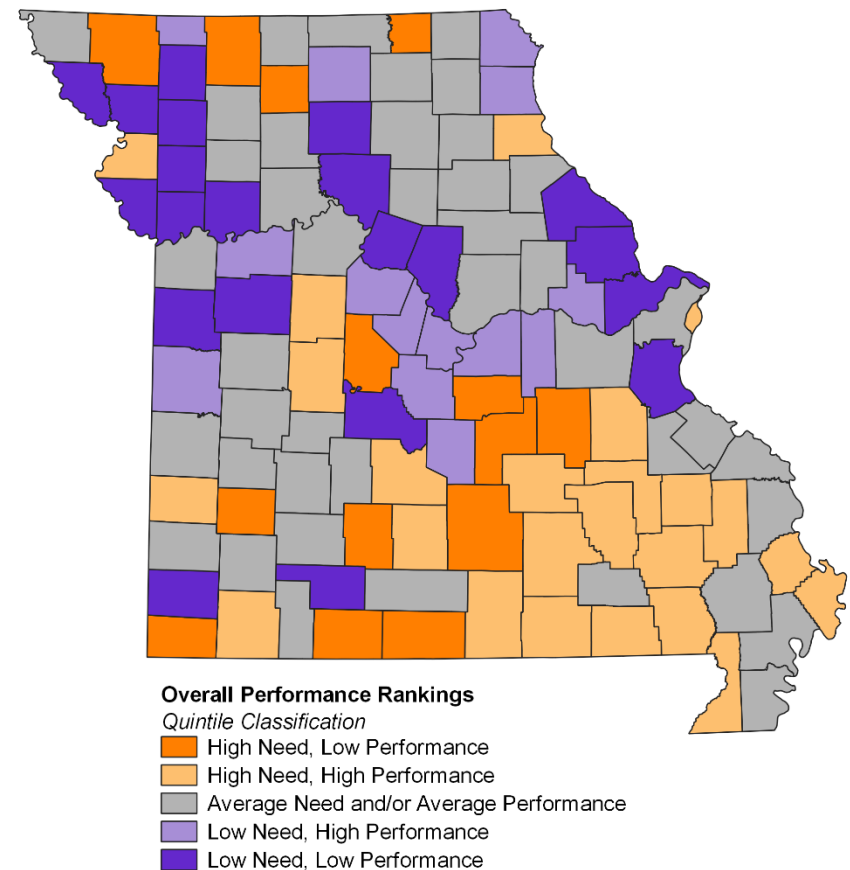 Overall Performance Rankings
Quintile Classification
High Need, Low Performance
High Need, High Performance
Average Need and/or Average Performance
Low Need, High Performance
Low Need, Low Performance